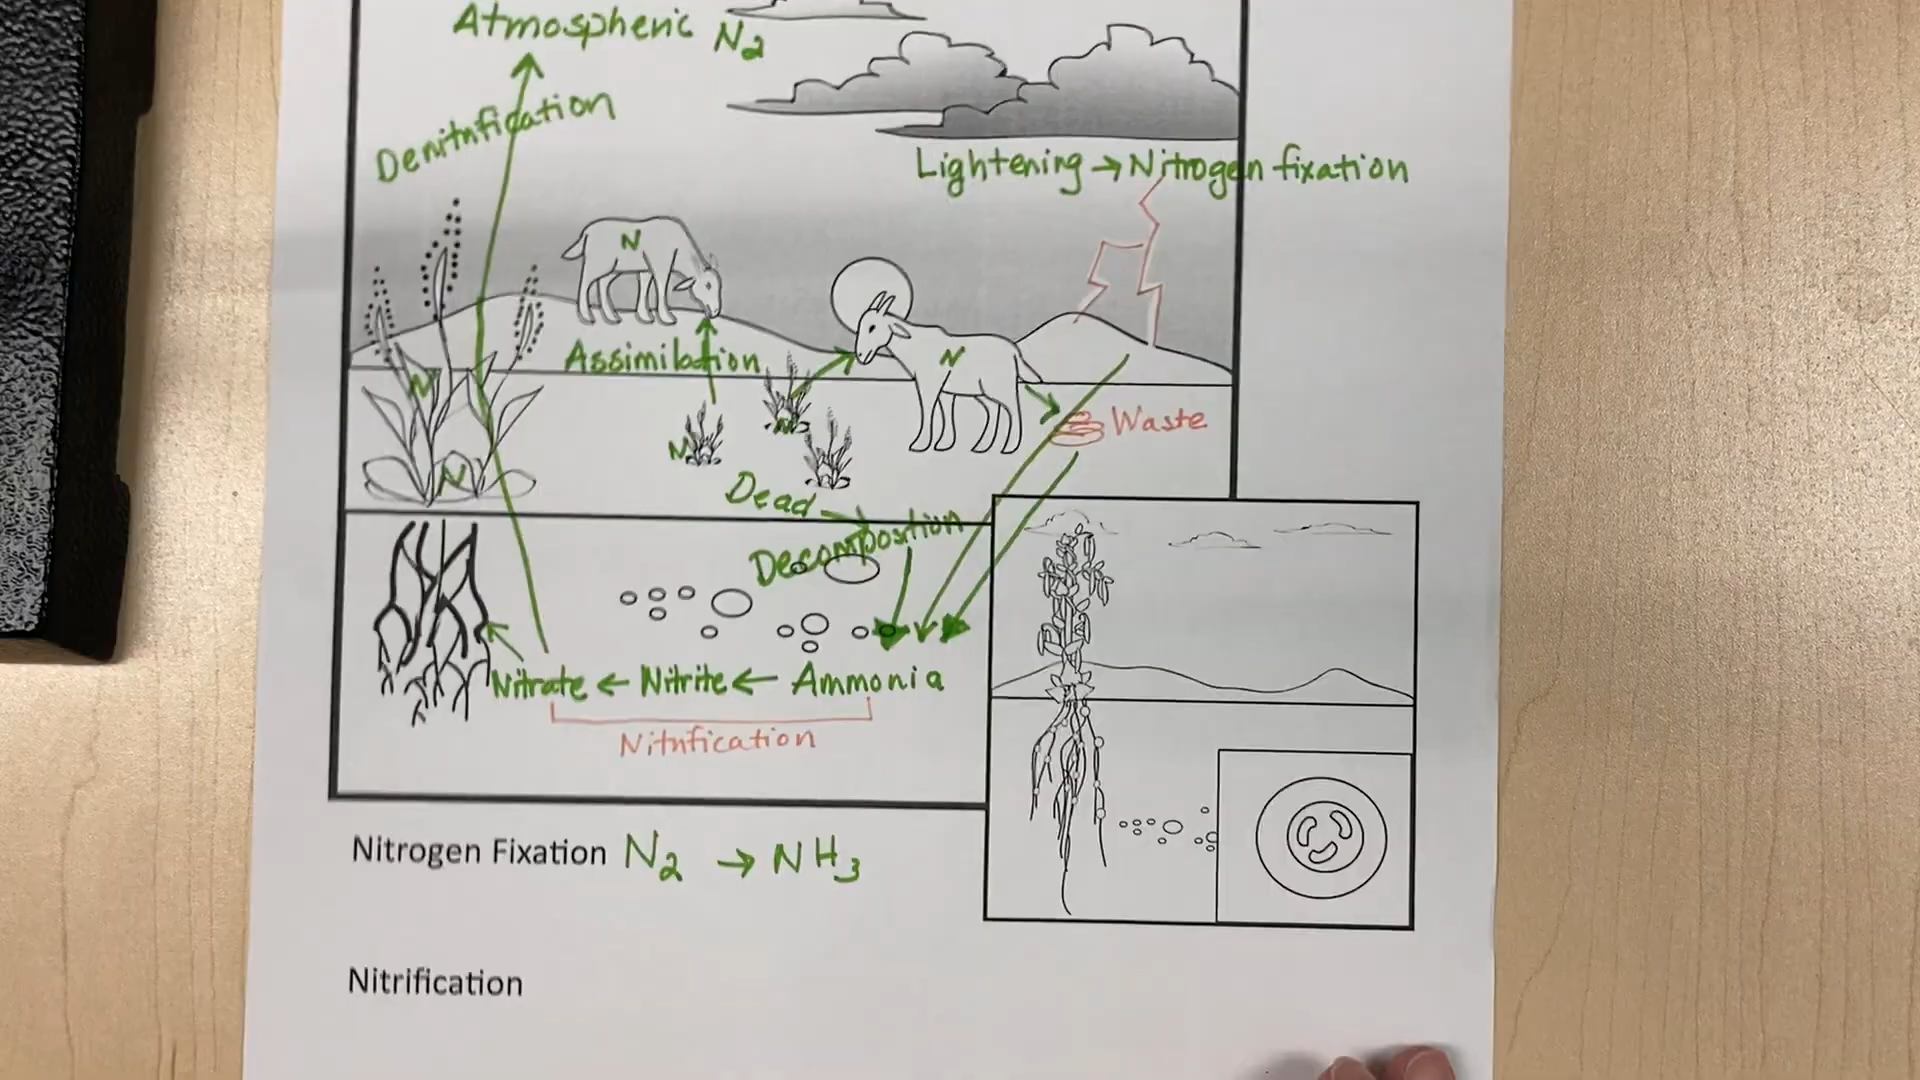 Atmospheric N2
Denitrification
Lightening → Nitrogen fixation
N
Assimilation
N
N
N
N
N
Waste
Dead →
Decomposition
Nitrate ← Nitrite ← Ammonia
Nitrification
Nitrogen Fixation N2 → NH3
Nitrification